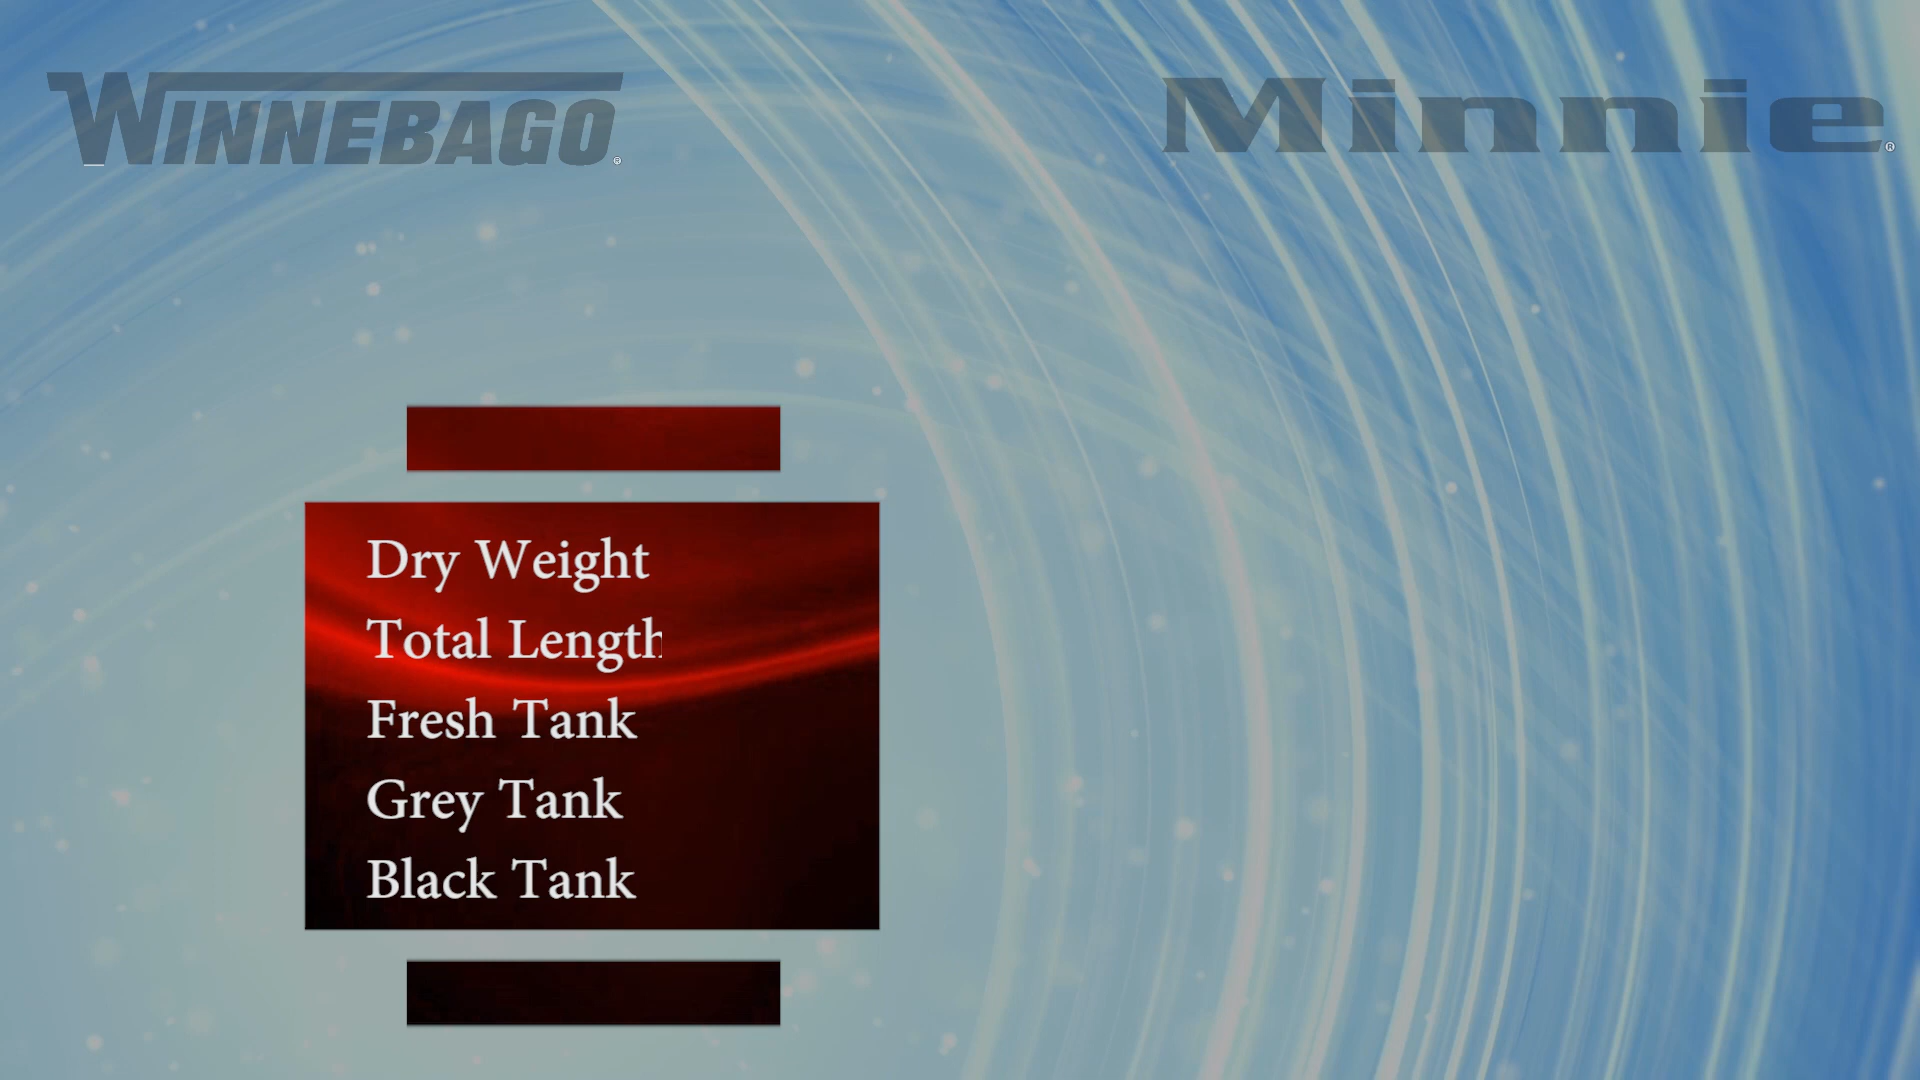 WINNEBAGO®
Minnie®
Dry Weight
Total Length
Fresh Tank
Grey Tank
Black Tank